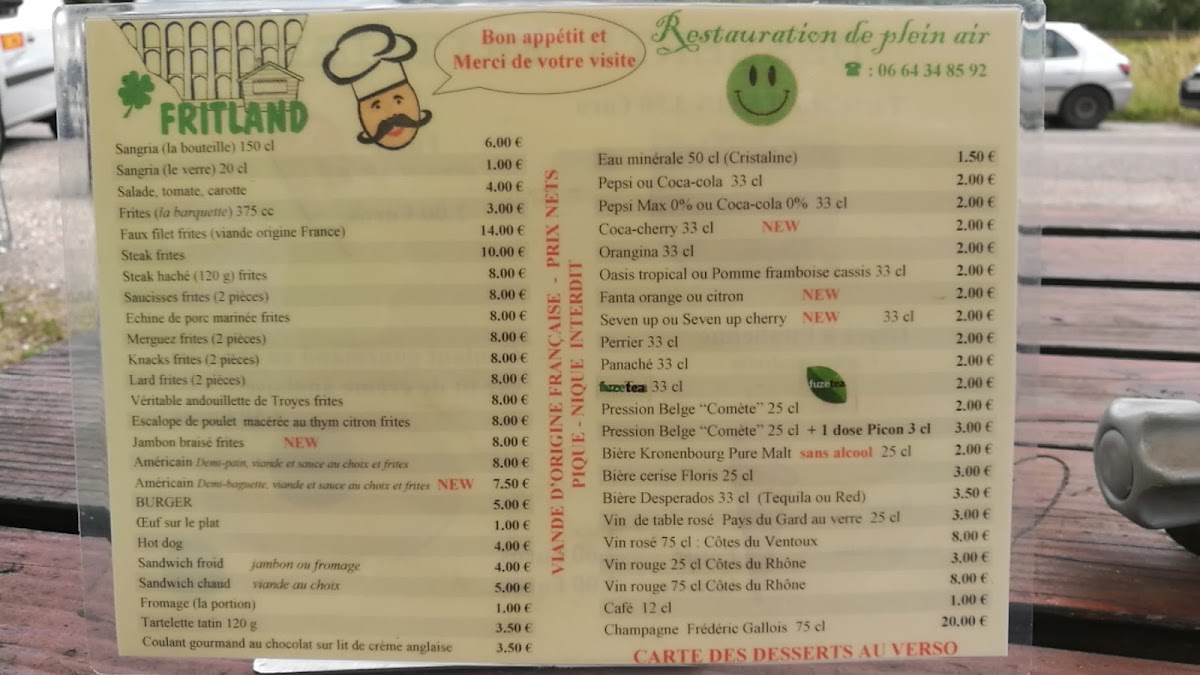 Bon appétit et
Merci de votre visite
Restauration de plein air
☎ : 06 64 34 85 92
FRITLAND
Sangria (la bouteille) 150 cl 6.00 €
Sangria (le verre) 20 cl 1.00 €
Salade, tomate, carotte 4.00 €
Frites (la barquette) 375 cc 3.00 €
Faux filet frites (viande origine France) 14.00 €
Steak frites 10.00 €
Steak haché (120 g) frites 8.00 €
Saucisses frites (2 pièces) 8.00 €
Echine de porc marinée frites 8.00 €
Merguez frites (2 pièces) 8.00 €
Knacks frites (2 pièces) 8.00 €
Lard frites (2 pièces) 8.00 €
Véritable andouillette de Troyes frites 8.00 €
Escalope de poulet macérée au thym citron frites 8.00 €
Jambon braisé frites NEW 8.00 €
Américain Demi-pain, viande et sauce au choix et frites 8.00 €
Américain Demi-baguette, viande et sauce au choix et frites NEW 7.50 €
BURGER 5.00 €
Œuf sur le plat 1.00 €
Hot dog 4.00 €
Sandwich froid jambon ou fromage 4.00 €
Sandwich chaud viande au choix 5.00 €
Fromage (la portion) 1.00 €
Tartelette tatin 120 g 3.50 €
Coulant gourmand au chocolat sur lit de crème anglaise 3.50 €
VIANDE D'ORIGINE FRANÇAISE - PRIX NETS
PIQUE - NIQUE INTERDIT
Eau minérale 50 cl (Cristaline) 1.50 €
Pepsi ou Coca-cola 33 cl 2.00 €
Pepsi Max 0% ou Coca-cola 0% 33 cl 2.00 €
Coca-cherry 33 cl NEW 2.00 €
Orangina 33 cl 2.00 €
Oasis tropical ou Pomme framboise cassis 33 cl 2.00 €
Fanta orange ou citron NEW 2.00 €
Seven up ou Seven up cherry NEW 33 cl 2.00 €
Perrier 33 cl 2.00 €
Panaché 33 cl 2.00 €
fuzetea 33 cl fuzetea 2.00 €
Pression Belge “Comète” 25 cl 2.00 €
Pression Belge “Comète” 25 cl + 1 dose Picon 3 cl 3.00 €
Bière Kronenbourg Pure Malt sans alcool 25 cl 2.00 €
Bière cerise Floris 25 cl 3.00 €
Bière Desperados 33 cl (Tequila ou Red) 3.50 €
Vin de table rosé Pays du Gard au verre 25 cl 3.00 €
Vin rosé 75 cl : Côtes du Ventoux 8.00 €
Vin rouge 25 cl Côtes du Rhône 3.00 €
Vin rouge 75 cl Côtes du Rhône 8.00 €
Café 12 cl 1.00 €
Champagne Frédéric Gallois 75 cl 20.00 €
CARTE DES DESSERTS AU VERSO